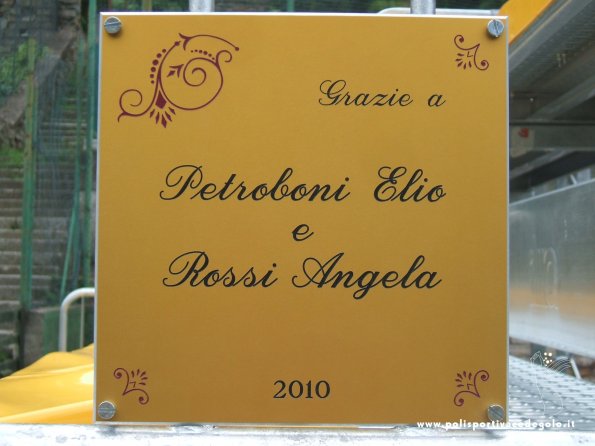 Grazie a
Petroboni Elio
e
Rossi Angela
2010
www.polisportivacedegolo.it